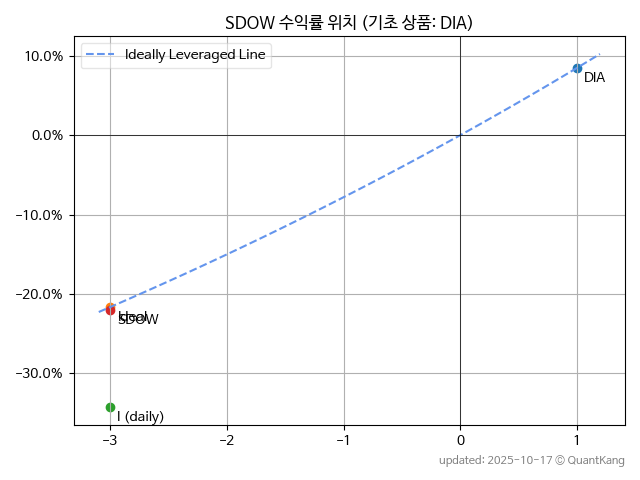 SDOW 수익률 위치 (기초 상품: DIA)
Ideally Leveraged Line
10.0%
DIA
0.0%
-10.0%
-20.0%
Ideal
SDOW
-30.0%
I (daily)
-3
-2
-1
0
1
updated: 2025-10-17 © QuantKang